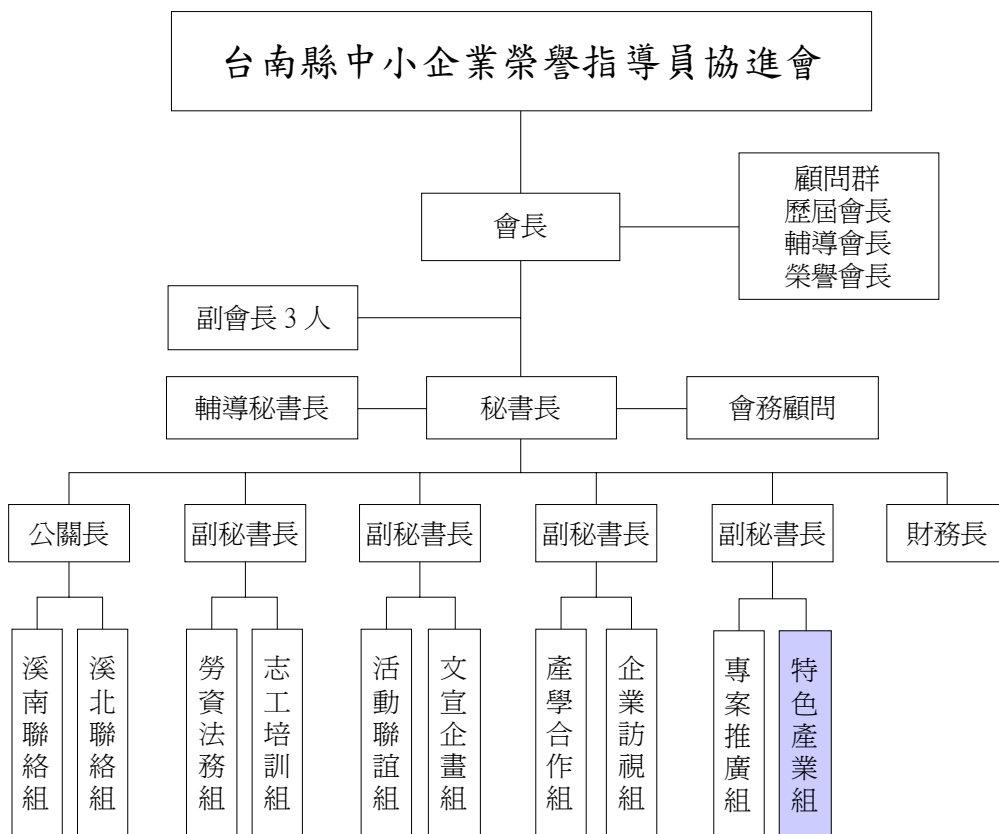 台南縣中小企業榮譽指導員協進會
會長
顧問群
歷屆會長
輔導會長
榮譽會長
副會長 3 人
輔導秘書長
秘書長
會務顧問
公關長
副秘書長
副秘書長
副秘書長
副秘書長
財務長
溪南聯絡組
溪北聯絡組
勞資法務組
志工培訓組
活動聯誼組
文宣企畫組
產學合作組
企業訪視組
專案推廣組
特色產業組